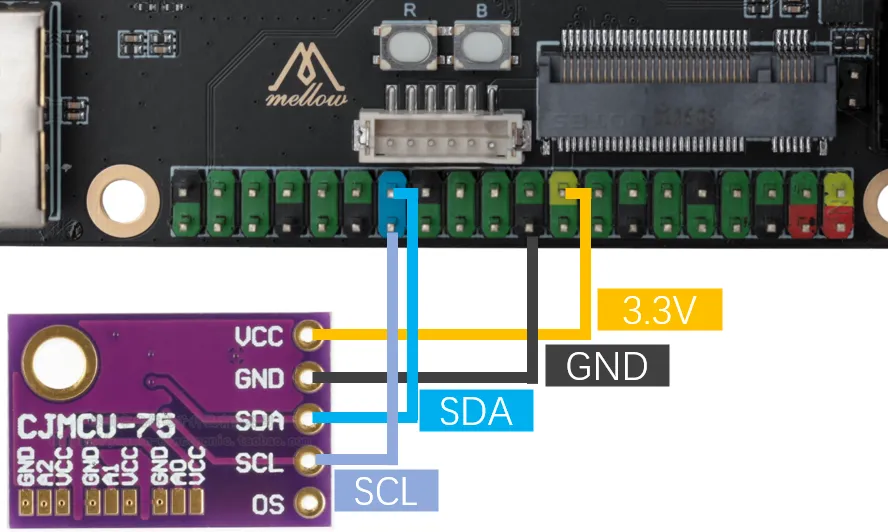 R B
mellow
3.3V
GND
SDA
SCL
VCC
GND
SDA
SCL
OS
CJMCU-75
GND
A2
VCC
GND
A1
VCC
GND
A0
VCC